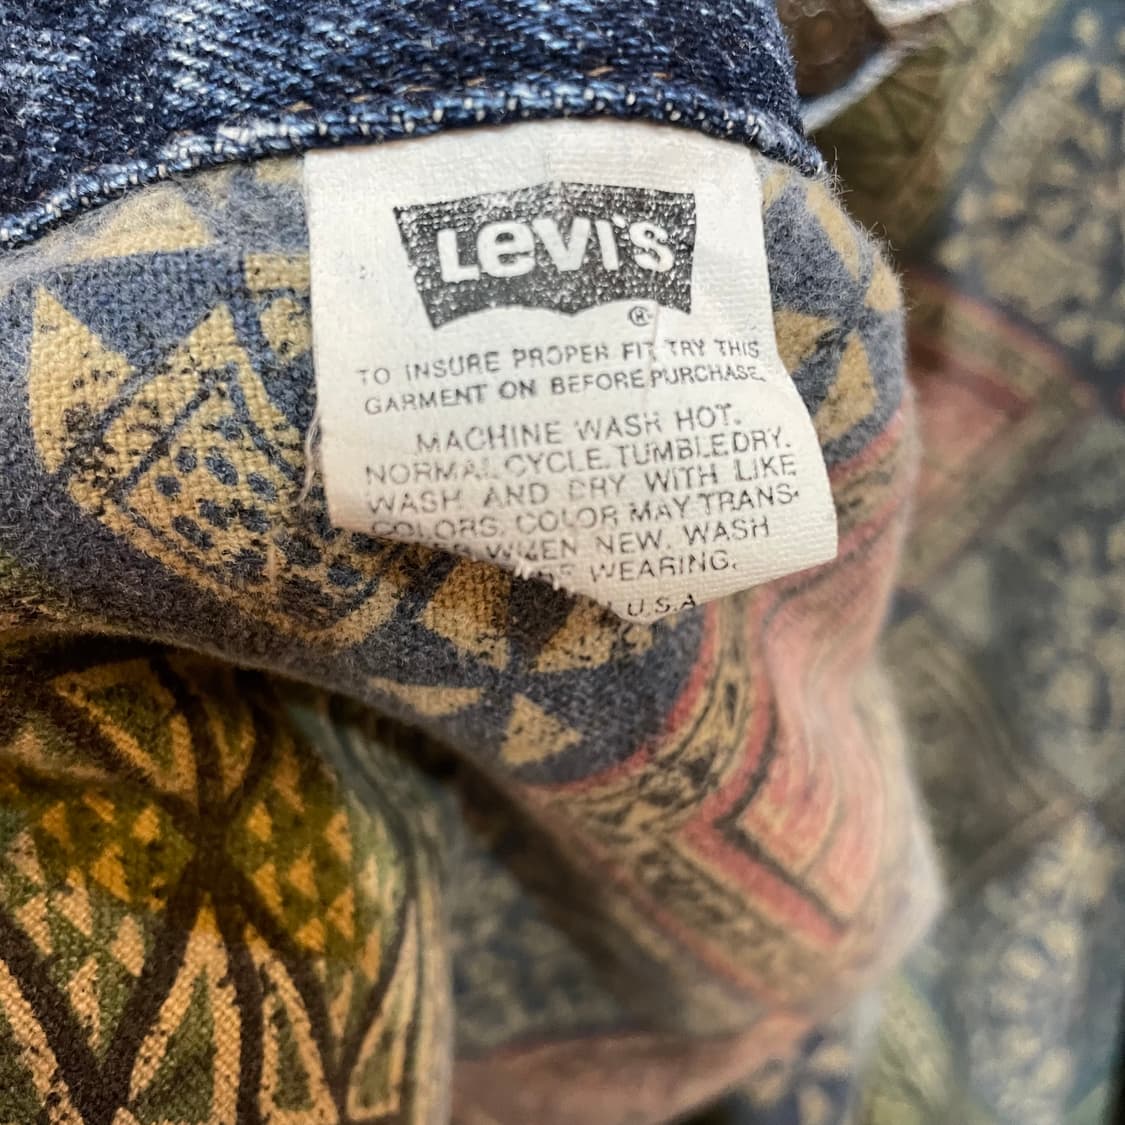 Levi's
®
TO INSURE PROPER FIT, TRY THIS
GARMENT ON BEFORE PURCHASE.
MACHINE WASH HOT.
NORMAL CYCLE. TUMBLE DRY.
WASH AND DRY WITH LIKE
COLORS. COLOR MAY TRANS-
WHEN NEW. WASH
WEARING.
U.S.A.